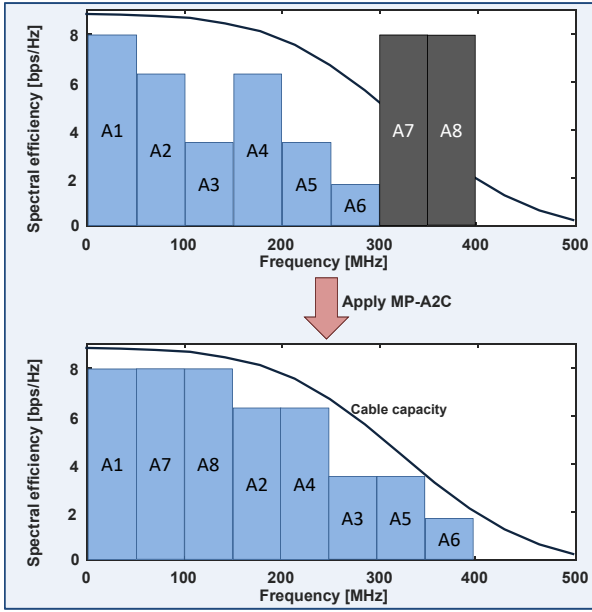 Spectral efficiency [bps/Hz]
8
6
4
2
0
A1
A2
A3
A4
A5
A6
A7
A8
0 100 200 300 400 500
Frequency [MHz]
Apply MP-A2C
Spectral efficiency [bps/Hz]
8
6
4
2
0
Cable capacity
A1
A7
A8
A2
A4
A3
A5
A6
0 100 200 300 400 500
Frequency [MHz]